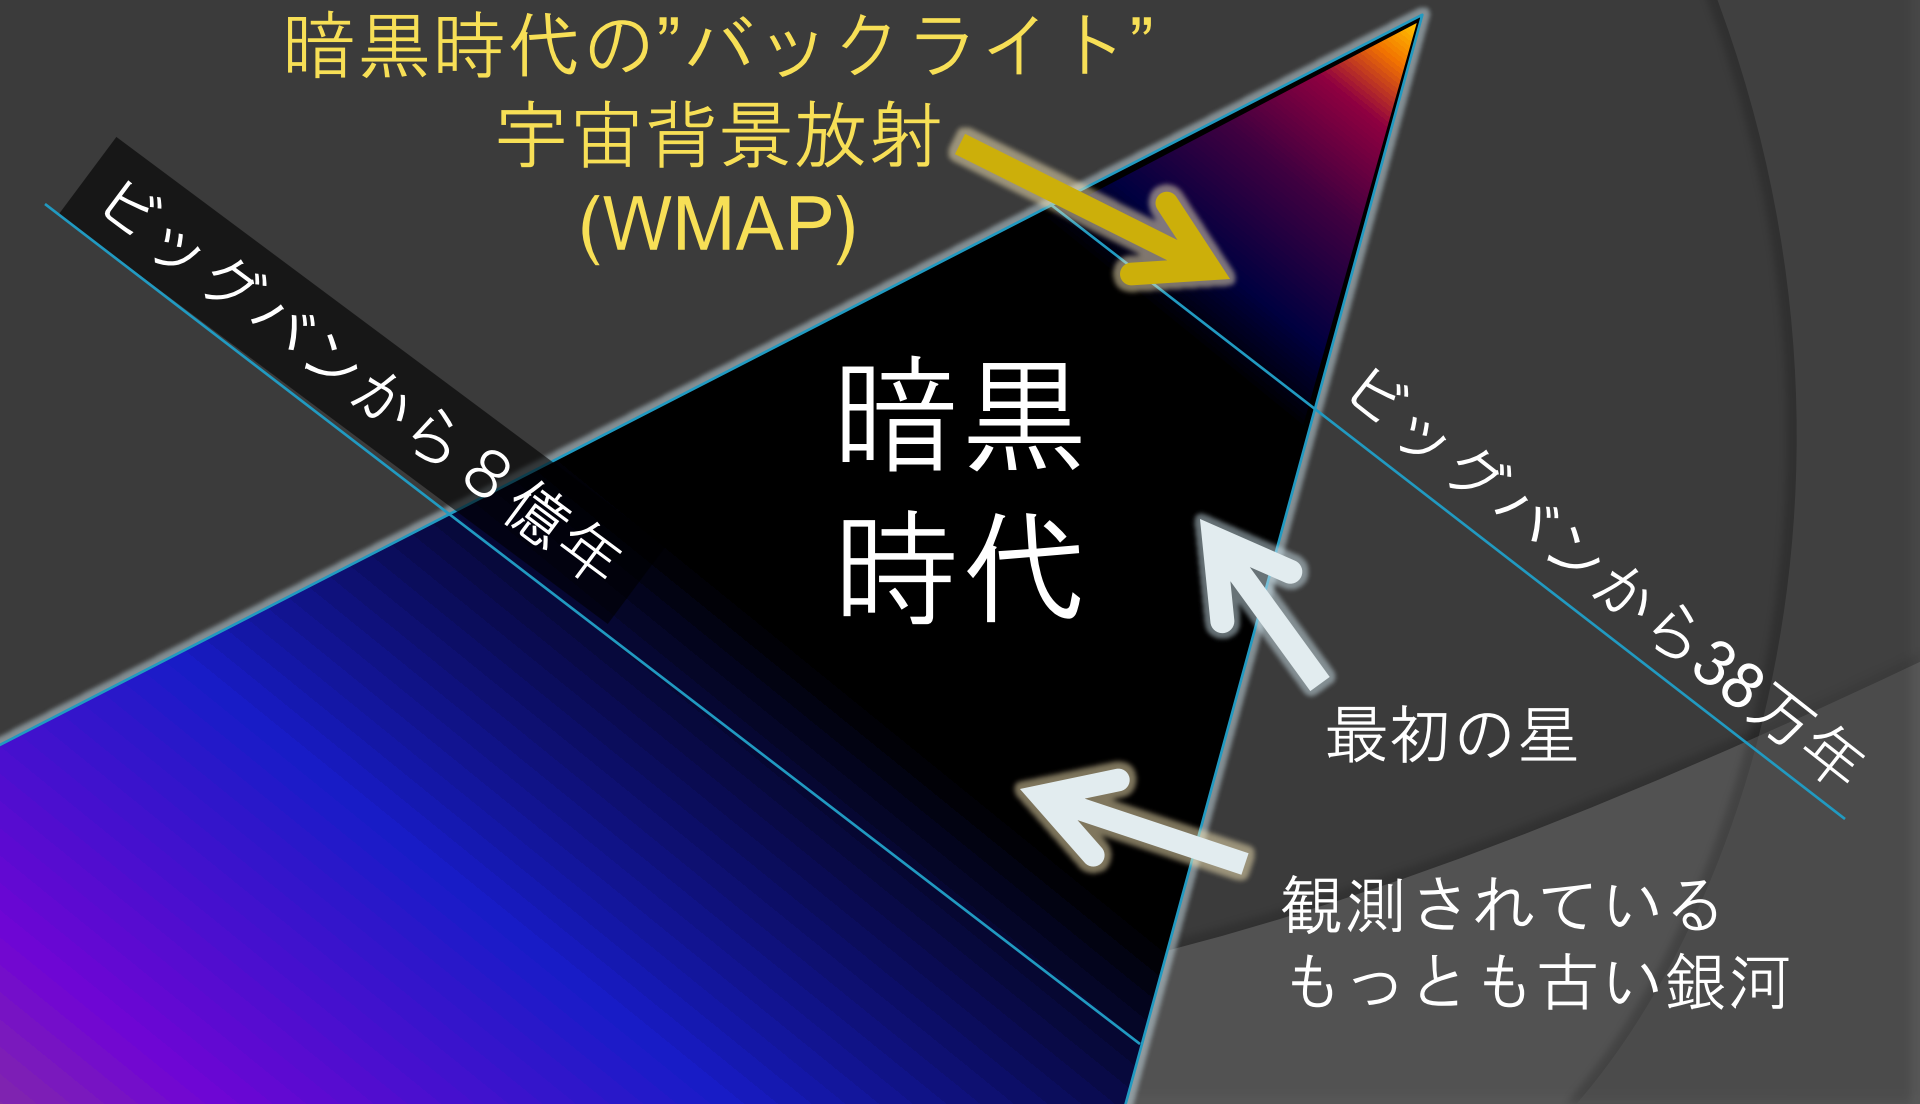 暗黒時代の”バックライト”
宇宙背景放射
(WMAP)
ビッグバンから８億年
暗黒
時代
ビッグバンから38万年
最初の星
観測されている
もっとも古い銀河